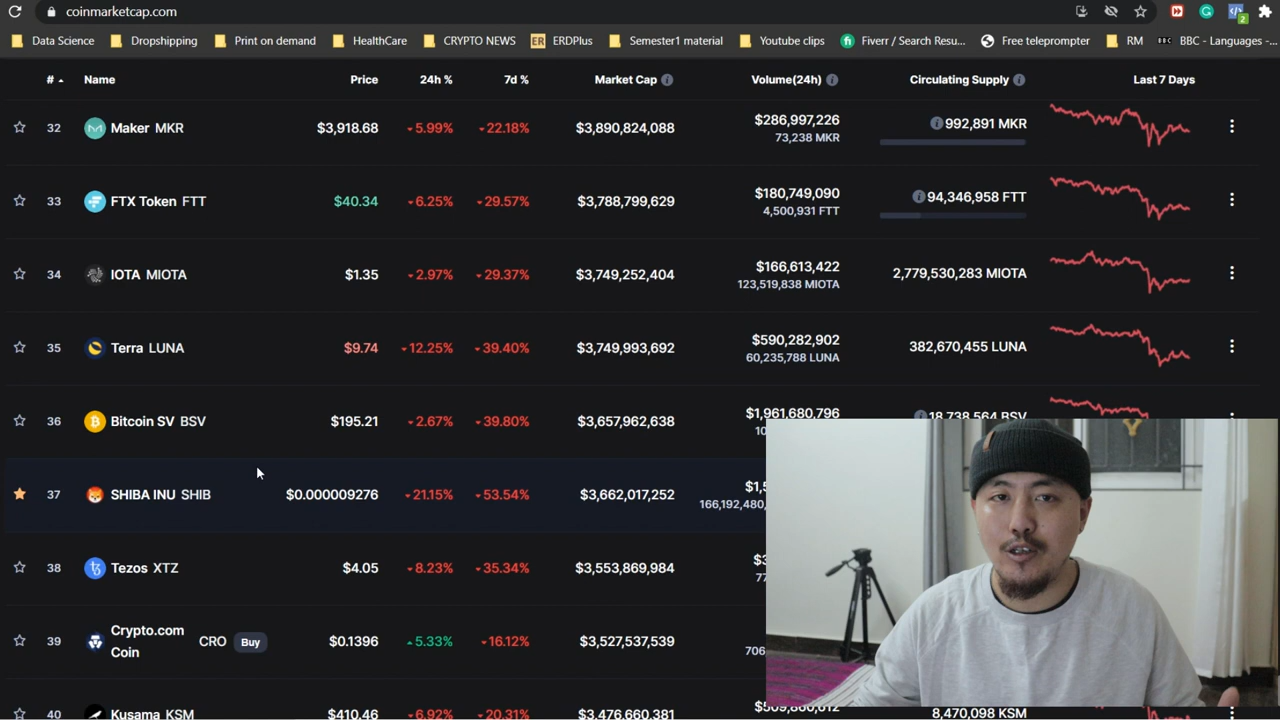 coinmarketcap.com
2
Data Science Dropshipping Print on demand HealthCare CRYPTO NEWS ER ERDPlus Semester1 material Youtube clips fi Fiverr / Search Resu... Free teleprompter RM BBC BBC - Languages -...
# Name Price 24h % 7d % Market Cap Volume(24h) Circulating Supply Last 7 Days
32 Maker MKR $3,918.68 5.99% 22.18% $3,890,824,088 $286,997,226 992,891 MKR
73,238 MKR
33 FTX Token FTT $40.34 6.25% 29.57% $3,788,799,629 $180,749,090 94,346,958 FTT
4,500,931 FTT
34 IOTA MIOTA $1.35 2.97% 29.37% $3,749,252,404 $166,613,422 2,779,530,283 MIOTA
123,519,838 MIOTA
35 Terra LUNA $9.74 12.25% 39.40% $3,749,993,692 $590,282,902 382,670,455 LUNA
60,235,788 LUNA
36 Bitcoin SV BSV $195.21 2.67% 39.80% $3,657,962,638 $1,961,680,796 18,738,564 BSV
37 SHIBA INU SHIB $0.000009276 21.15% 53.54% $3,662,017,252
166,192,480,
38 Tezos XTZ $4.05 8.23% 35.34% $3,553,869,984
39 Crypto.com Coin CRO Buy $0.1396 5.33% 16.12% $3,527,537,539
40 Kusama KSM $410.46 6.92% 20.31% $3,476,660,381 8,470,098 KSM